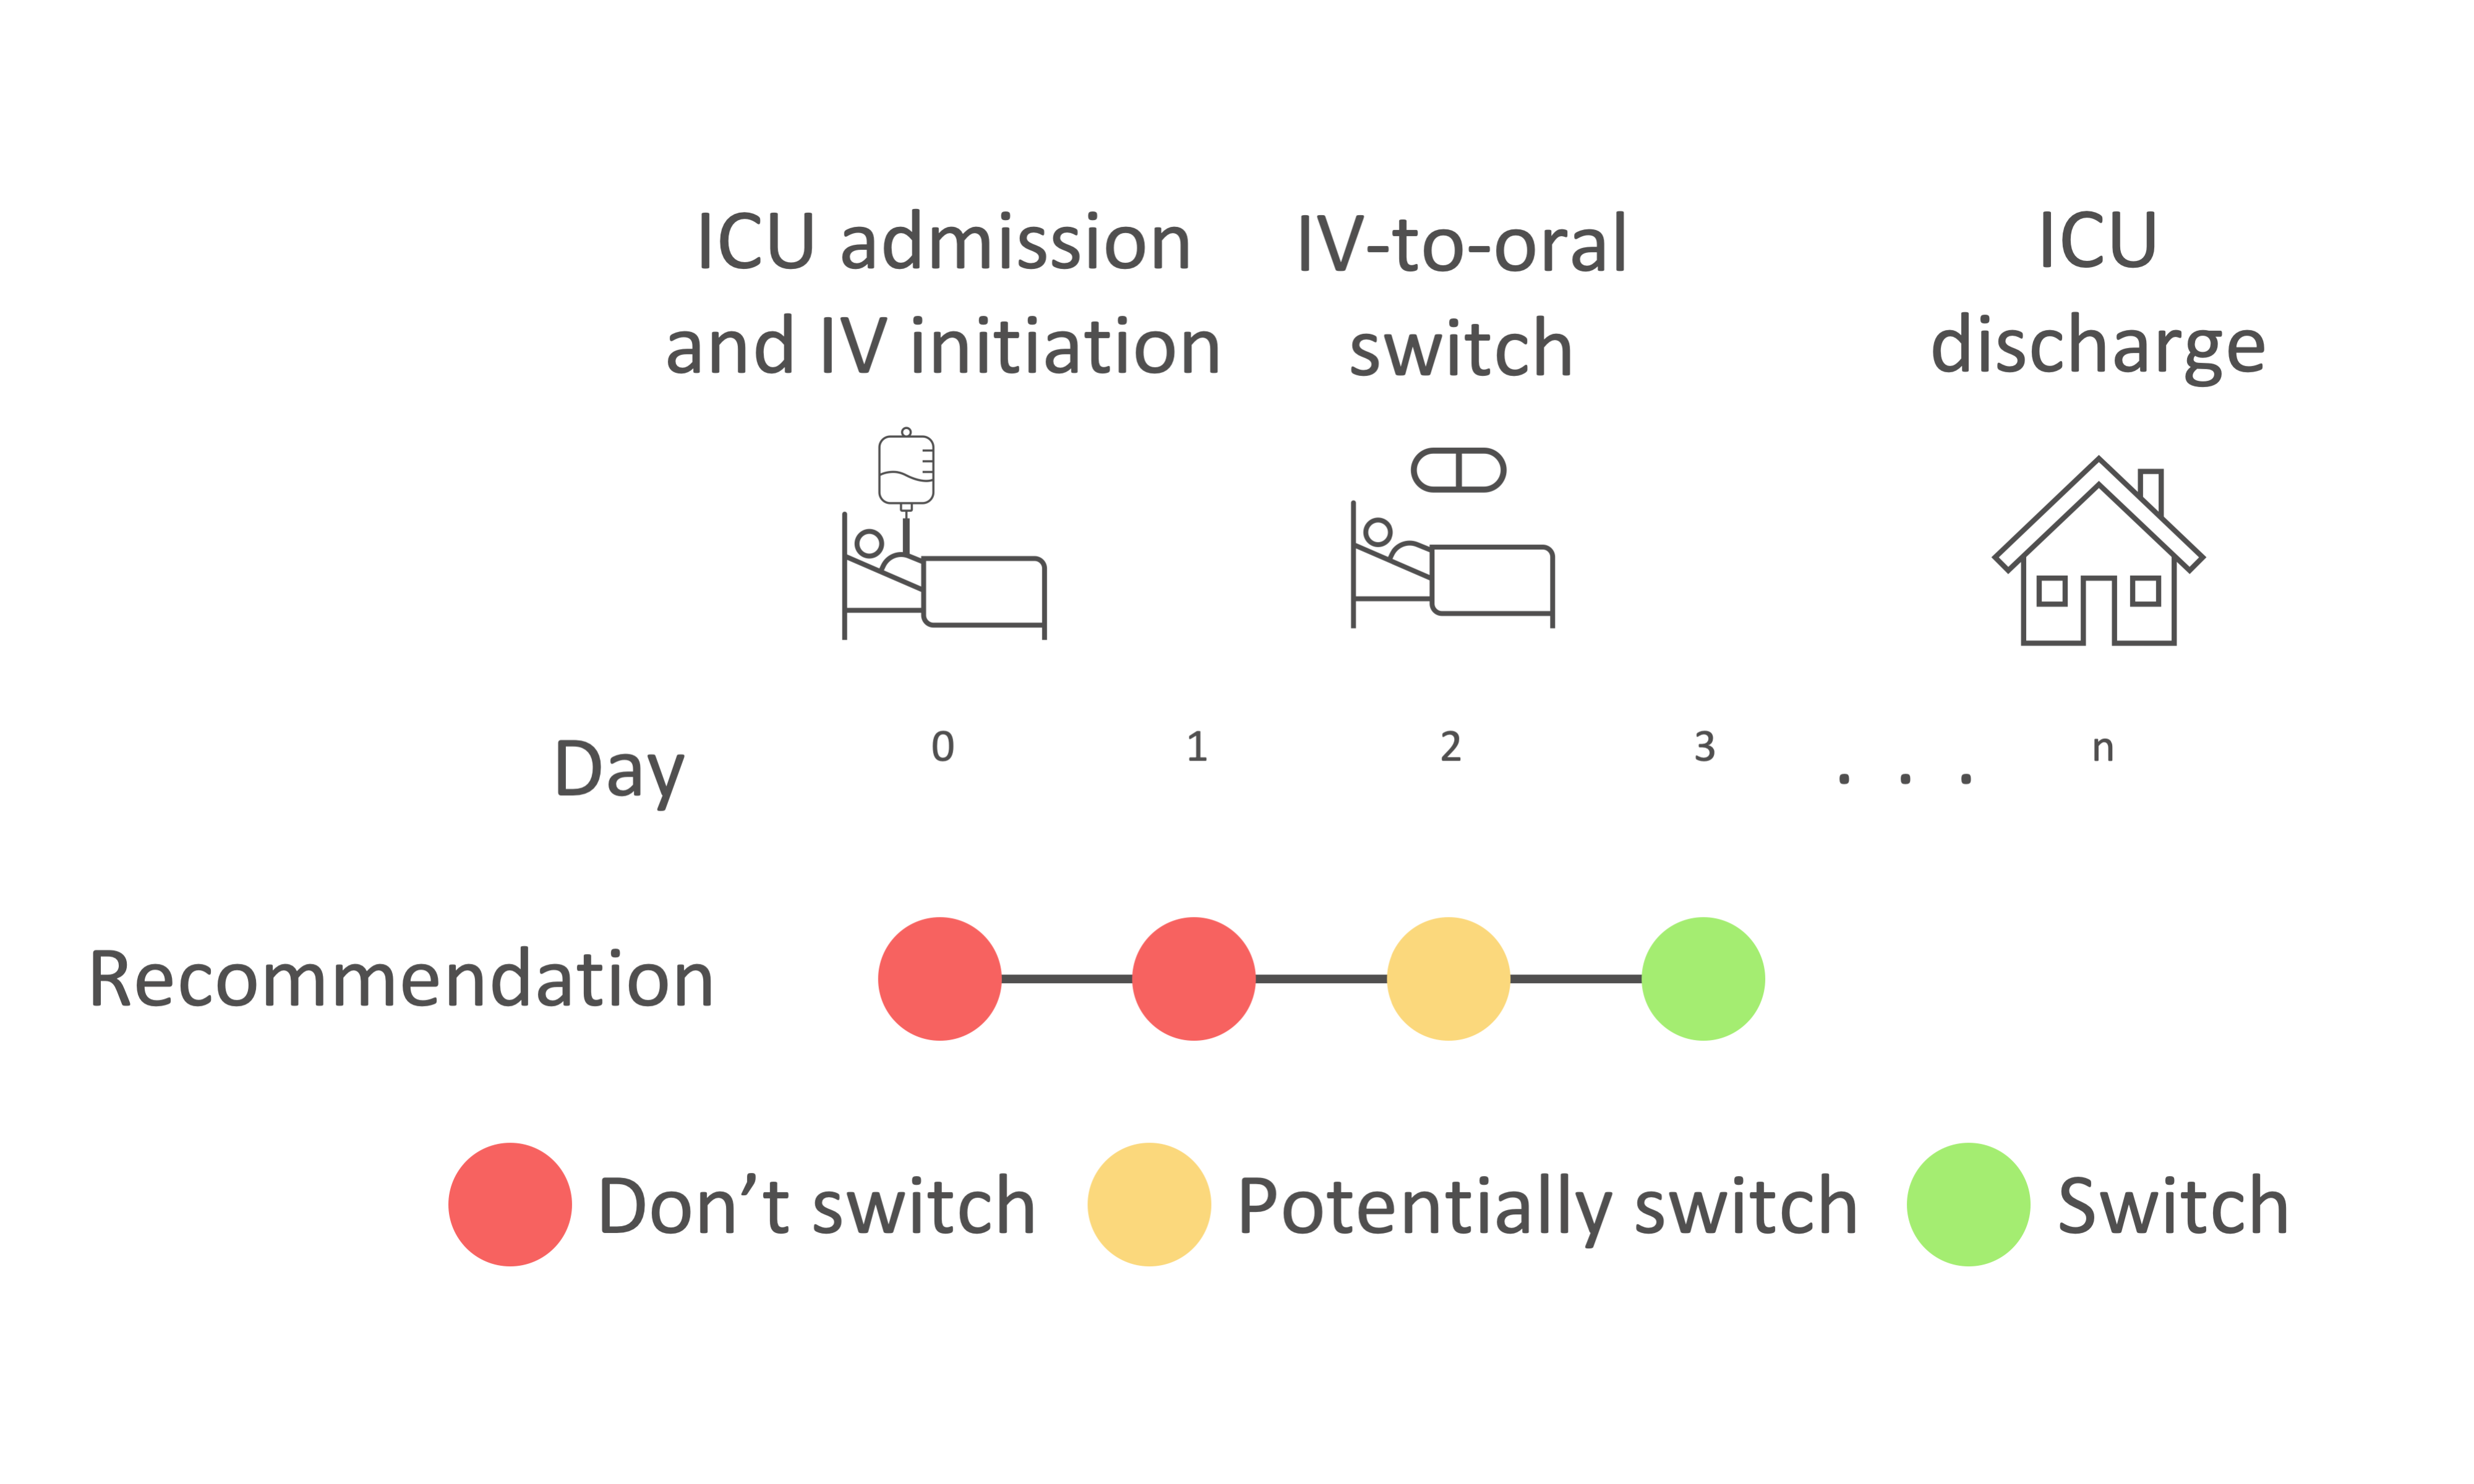 ICU admission
and IV initiation
IV-to-oral
switch
ICU
discharge
Day 0 1 2 3 . . . n
Recommendation
Don’t switch Potentially switch Switch